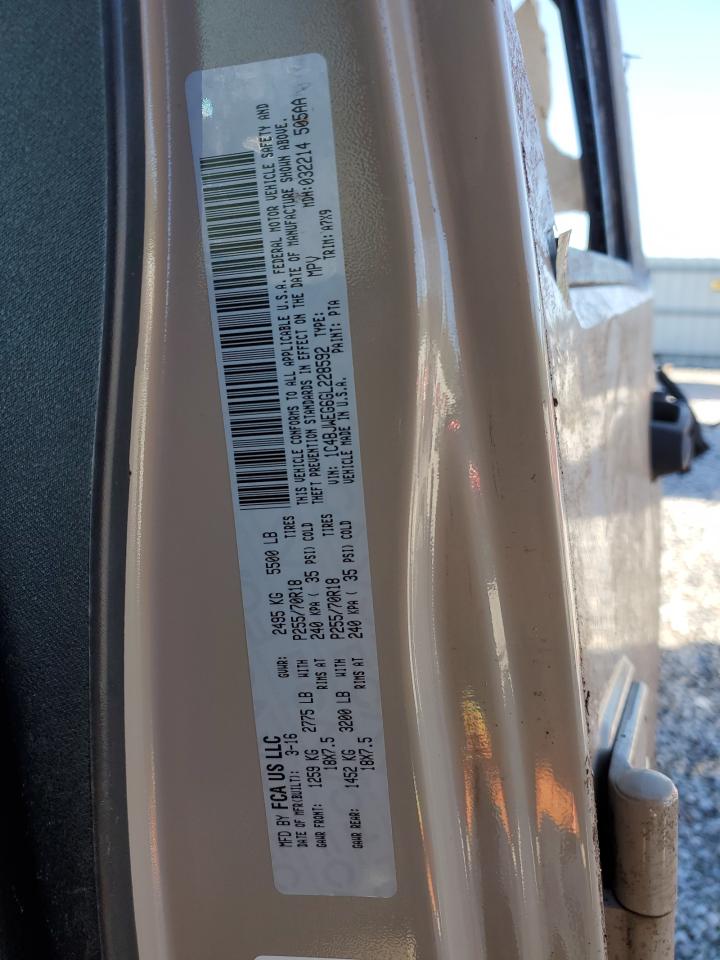 MFD BY FCA US LLC
DATE OF MFR(BUILT): 3-16 GVWR: 2495 KG 5500 LB
GAWR FRONT: 1259 KG 2775 LB WITH P255/70R18 TIRES
18X7.5 RIMS AT 240 KPA ( 35 PSI) COLD
GAWR REAR: 1452 KG 3200 LB WITH P255/70R18 TIRES
18X7.5 RIMS AT 240 KPA ( 35 PSI) COLD
THIS VEHICLE CONFORMS TO ALL APPLICABLE U.S.A. FEDERAL MOTOR VEHICLE SAFETY AND
THEFT PREVENTION STANDARDS IN EFFECT ON THE DATE OF MANUFACTURE SHOWN ABOVE.
VIN: 1C4BJWEG6GL228592 TYPE: MPV MDH:032214 505AA
VEHICLE MADE IN U.S.A. PAINT: PTA TRIM: A7X9